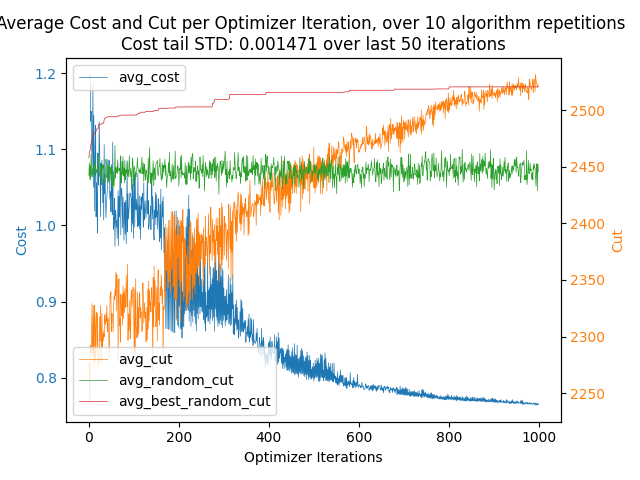 Average Cost and Cut per Optimizer Iteration, over 10 algorithm repetitions
Cost tail STD: 0.001471 over last 50 iterations
1.2
1.1
1.0
0.9
0.8
Cost
avg_cost
avg_cut
avg_random_cut
avg_best_random_cut
2500
2450
2400
2350
2300
2250
Cut
0 200 400 600 800 1000
Optimizer Iterations